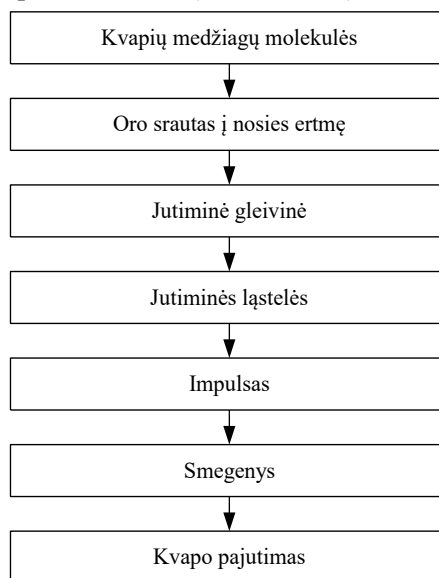 Kvapių medžiagų molekulės
Oro srautas į nosies ertmę
Jutiminė gleivinė
Jutiminės ląstelės
Impulsas
Smegenys
Kvapo pajutimas